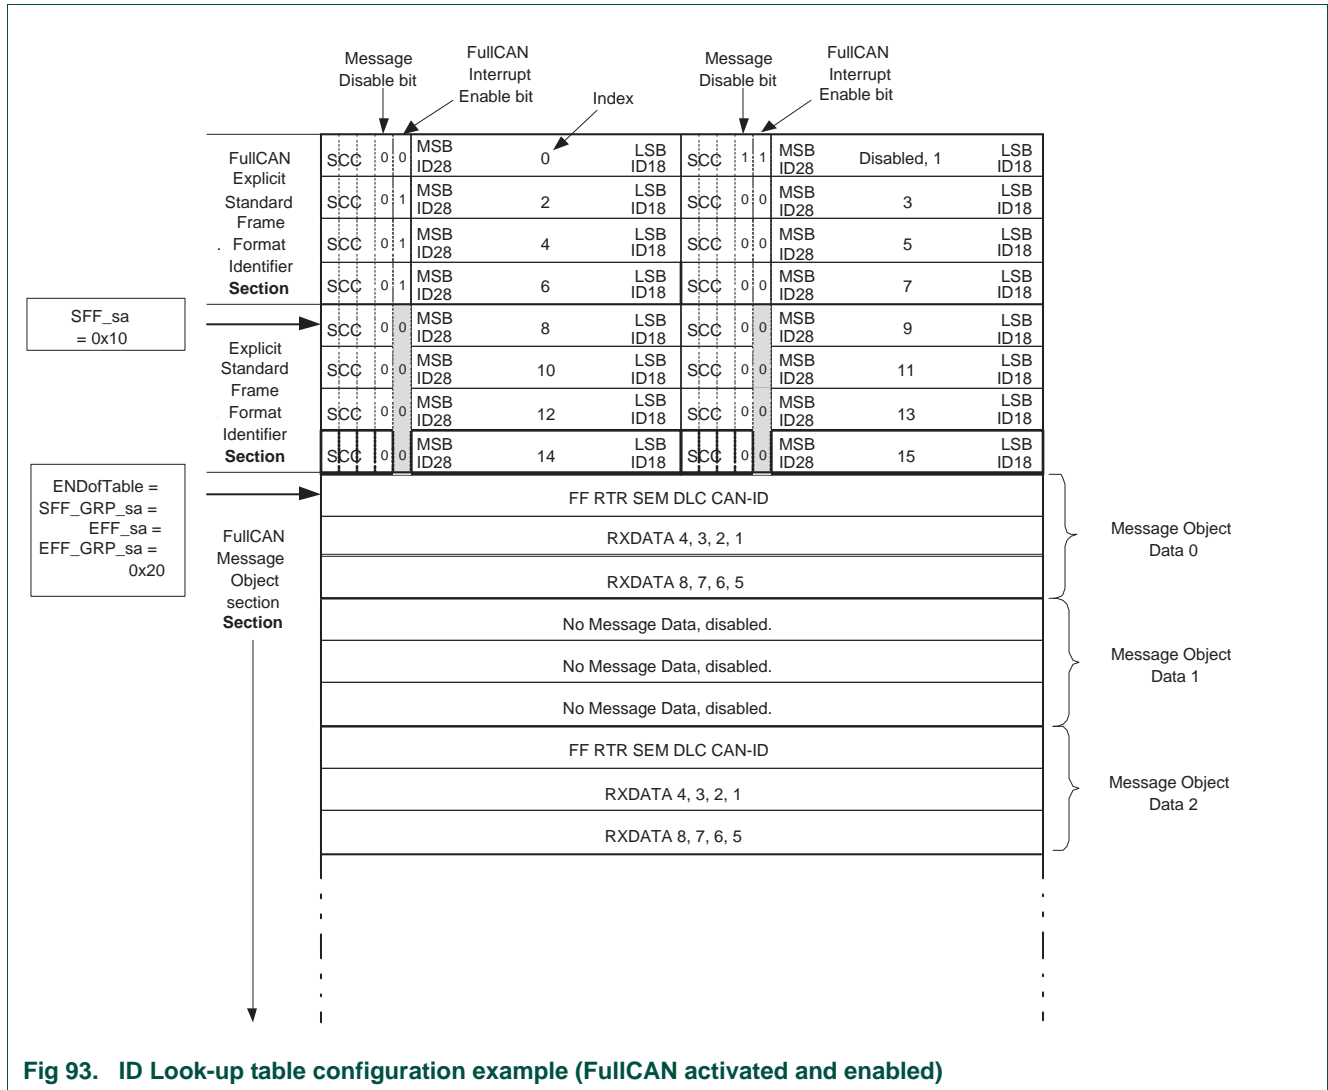 Message
Disable bit
FullCAN
Interrupt
Enable bit
Index
Message
Disable bit
FullCAN
Interrupt
Enable bit
FullCAN
Explicit
Standard
Frame
. Format
Identifier
Section
SCC 0 0 MSB ID28 0 LSB ID18 SCC 1 1 MSB ID28 Disabled, 1 LSB ID18
SCC 0 1 MSB ID28 2 LSB ID18 SCC 0 0 MSB ID28 3 LSB ID18
SCC 0 1 MSB ID28 4 LSB ID18 SCC 0 0 MSB ID28 5 LSB ID18
SCC 0 1 MSB ID28 6 LSB ID18 SCC 0 0 MSB ID28 7 LSB ID18
SFF_sa
= 0x10
Explicit
Standard
Frame
Format
Identifier
Section
SCC 0 0 MSB ID28 8 LSB ID18 SCC 0 0 MSB ID28 9 LSB ID18
SCC 0 0 MSB ID28 10 LSB ID18 SCC 0 0 MSB ID28 11 LSB ID18
SCC 0 0 MSB ID28 12 LSB ID18 SCC 0 0 MSB ID28 13 LSB ID18
SCC 0 0 MSB ID28 14 LSB ID18 SCC 0 0 MSB ID28 15 LSB ID18
ENDofTable =
SFF_GRP_sa =
EFF_sa =
EFF_GRP_sa =
0x20
FullCAN
Message
Object
section
Section
FF RTR SEM DLC CAN-ID
RXDATA 4, 3, 2, 1
RXDATA 8, 7, 6, 5
Message Object
Data 0
No Message Data, disabled.
No Message Data, disabled.
No Message Data, disabled.
Message Object
Data 1
FF RTR SEM DLC CAN-ID
RXDATA 4, 3, 2, 1
RXDATA 8, 7, 6, 5
Message Object
Data 2
Fig 93. ID Look-up table configuration example (FullCAN activated and enabled)